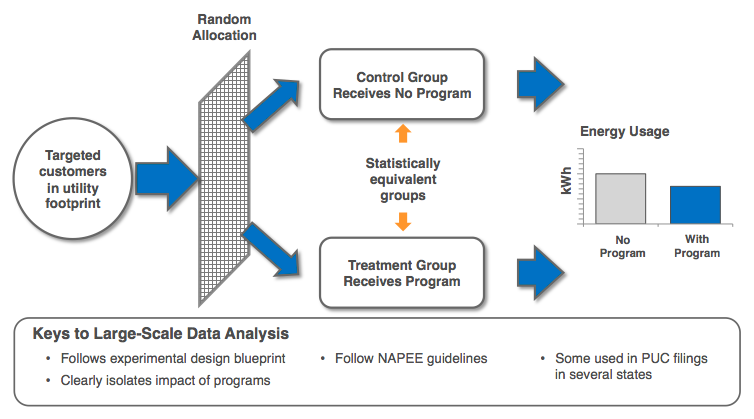 Random
Allocation
Control Group
Receives No Program
Targeted
customers
in utility
footprint
Statistically
equivalent
groups
Treatment Group
Receives Program
Energy Usage
kWh
No
Program
With
Program
Keys to Large-Scale Data Analysis
• Follows experimental design blueprint
• Clearly isolates impact of programs
• Follow NAPEE guidelines
• Some used in PUC filings
in several states